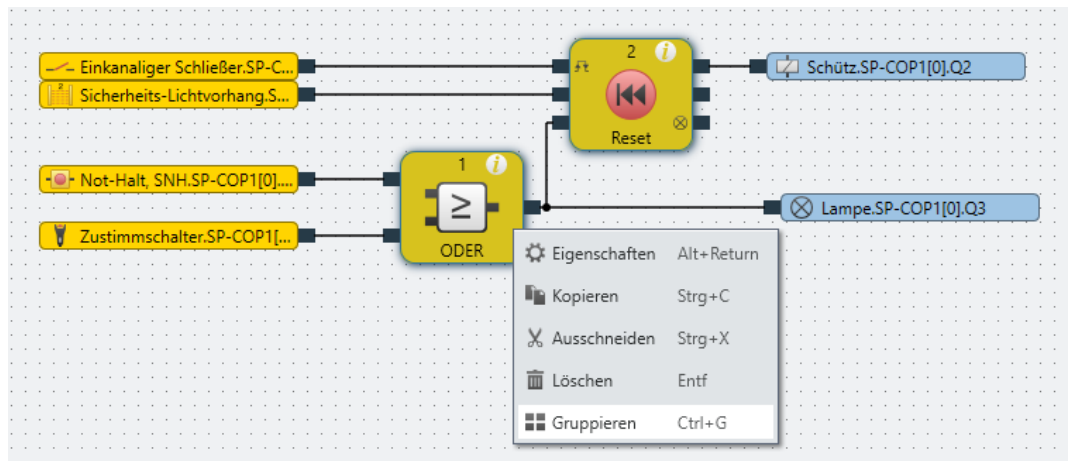 2 i
Einkanaliger Schließer.SP-C...
Schütz.SP-COP1[0].Q2
Sicherheits-Lichtvorhang.S...
Reset
1 i
Not-Halt, SNH.SP-COP1[0]....
≥
Lampe.SP-COP1[0].Q3
Zustimmschalter.SP-COP1[...
ODER
Eigenschaften Alt+Return
Kopieren Strg+C
Ausschneiden Strg+X
Löschen Entf
Gruppieren Ctrl+G